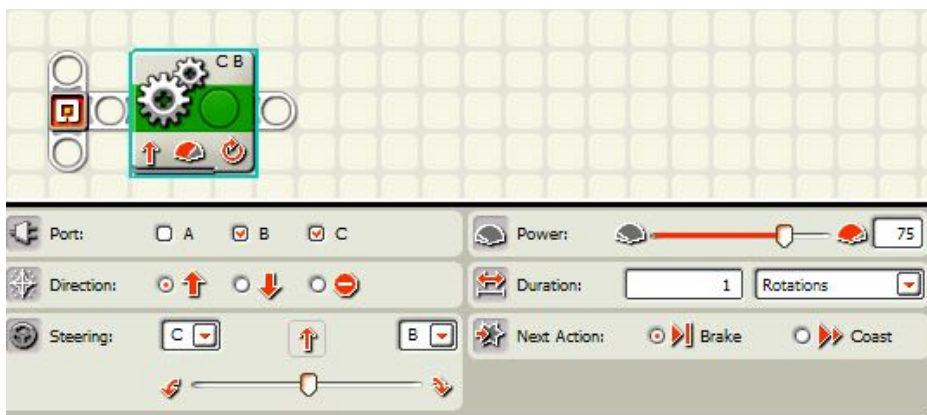 C B
Port: A B C
Power: 75
Direction:
Duration: 1 Rotations
Steering: C B
Next Action: Brake Coast